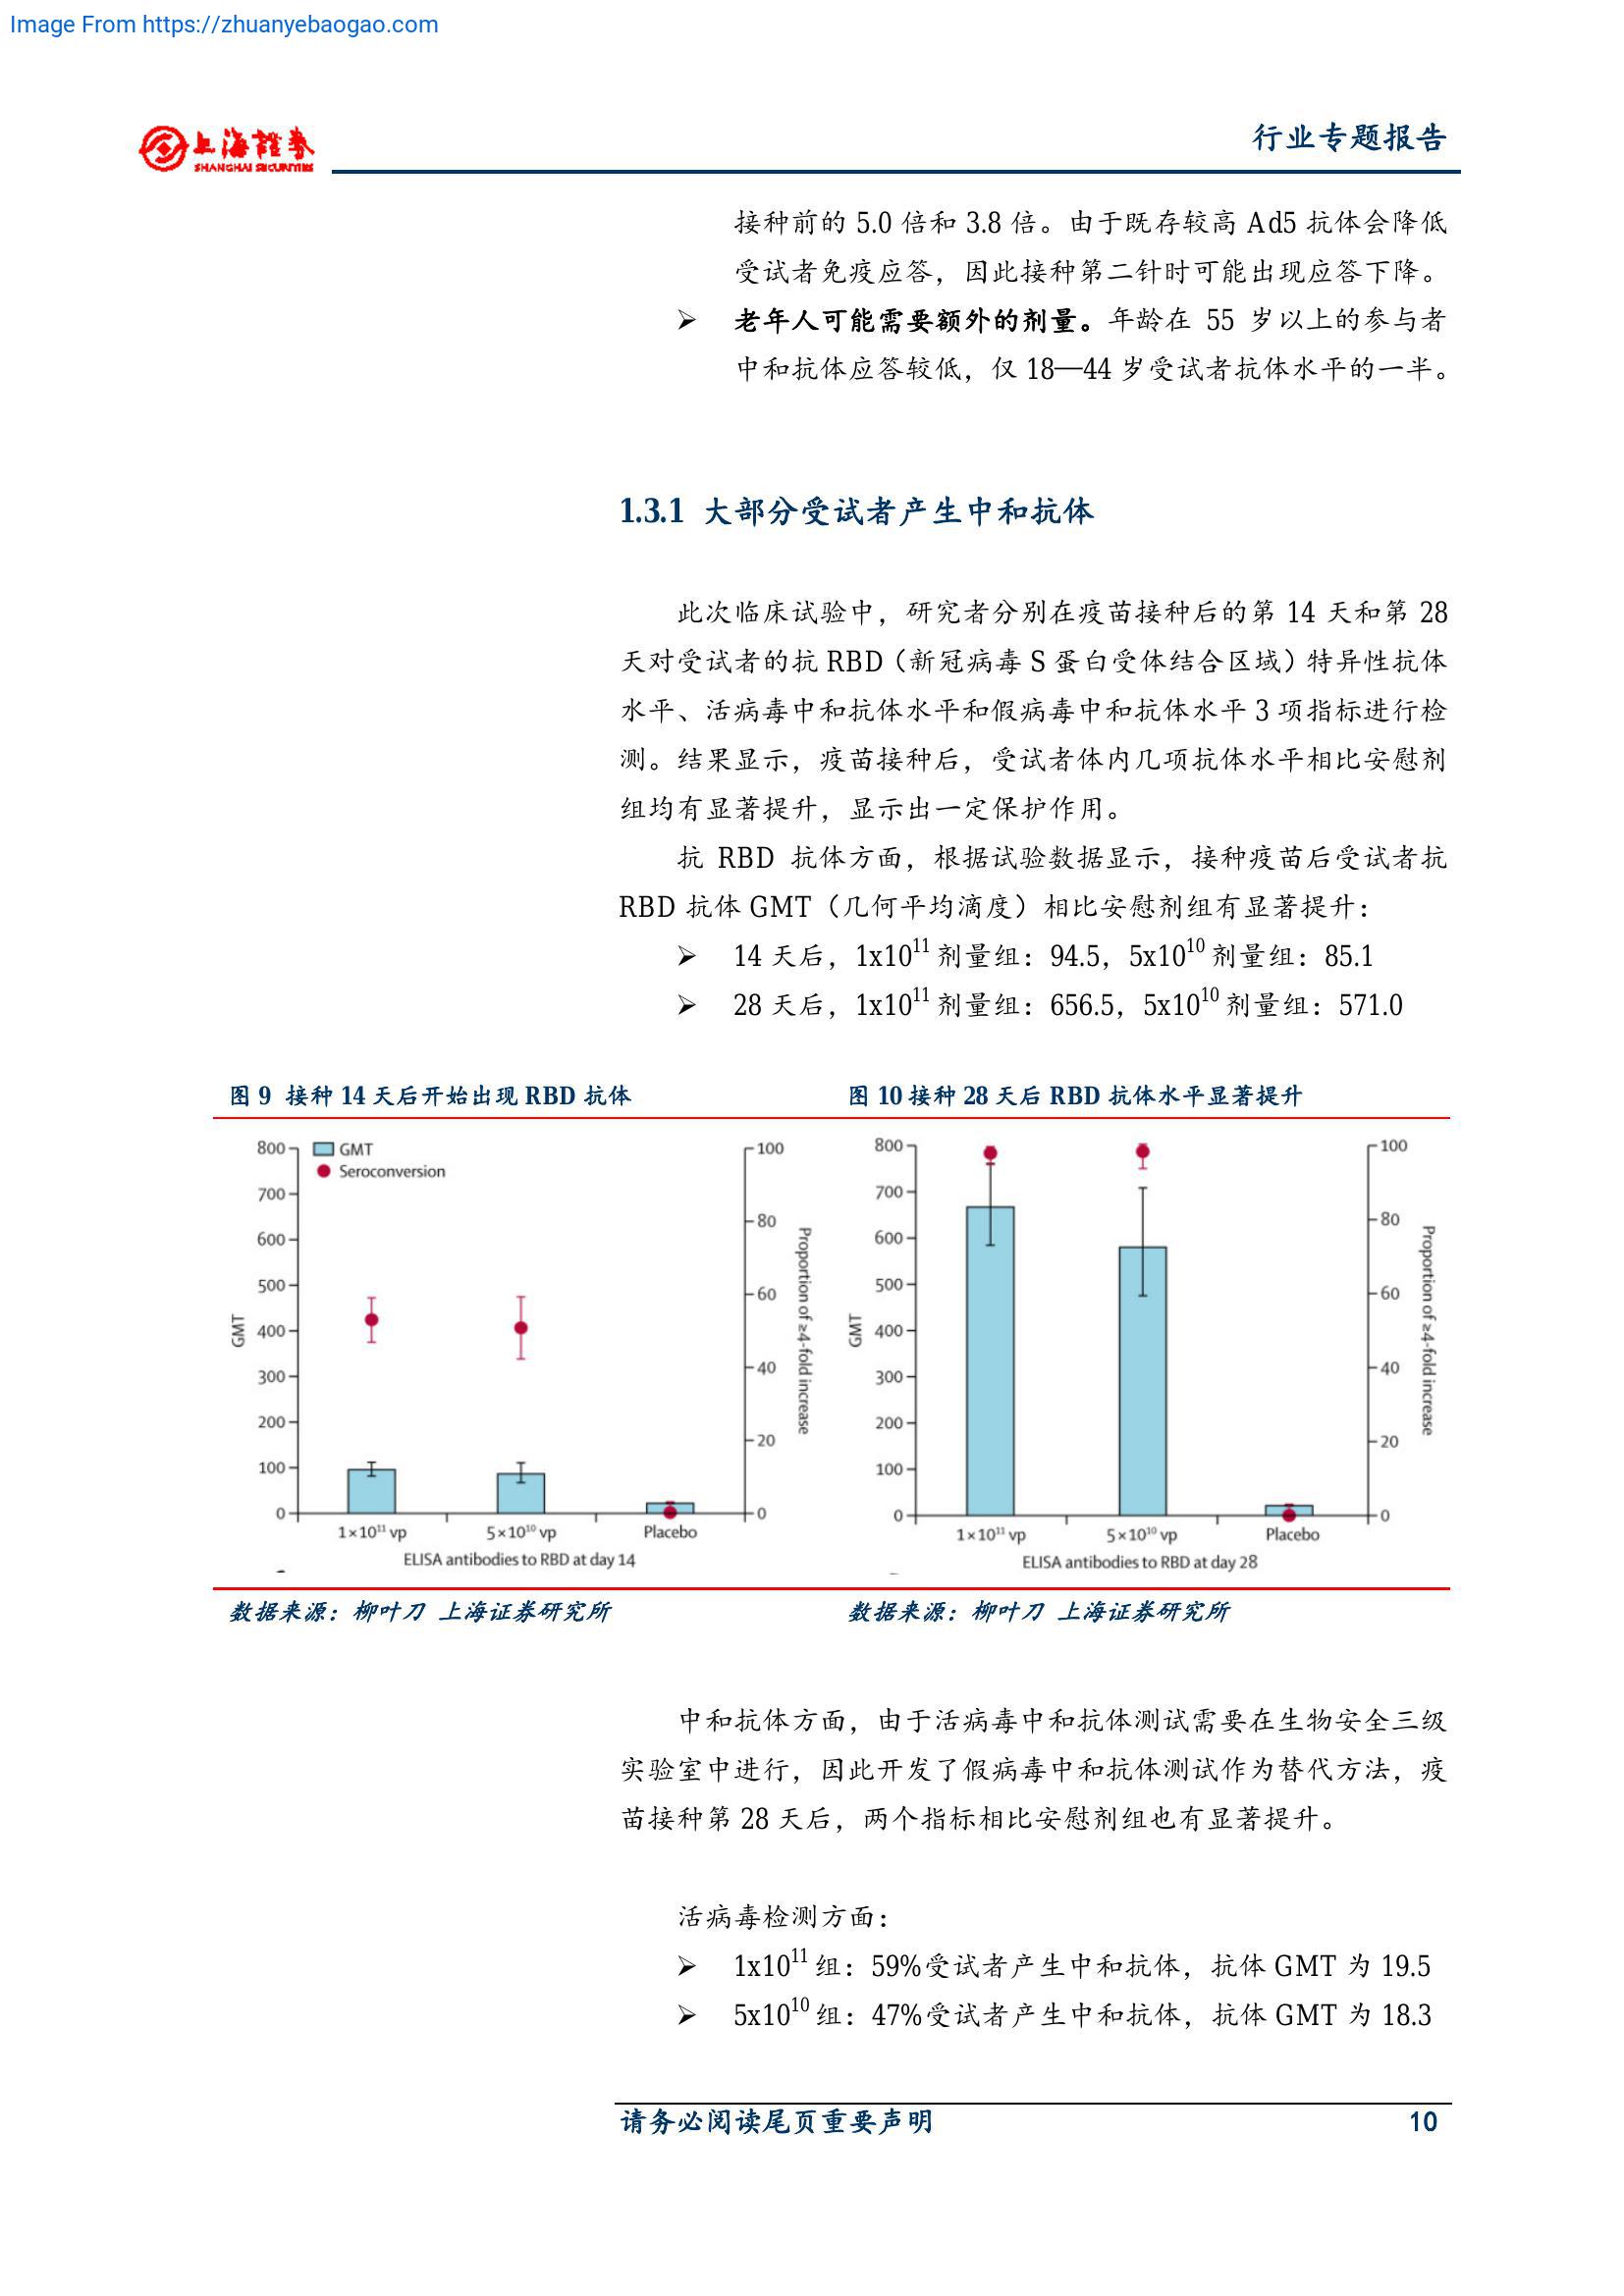 Image From https://zhuanyebaogao.com
上海證券
SHANGHAI SECURITIES
行业专题报告
接种前的 5.0 倍和 3.8 倍。由于既存较高 Ad5 抗体会降低
受试者免疫应答，因此接种第二针时可能出现应答下降。
➢ 老年人可能需要额外的剂量。年龄在 55 岁以上的参与者
中和抗体应答较低，仅 18—44 岁受试者抗体水平的一半。
1.3.1 大部分受试者产生中和抗体
此次临床试验中，研究者分别在疫苗接种后的第 14 天和第 28
天对受试者的抗 RBD（新冠病毒 S 蛋白受体结合区域）特异性抗体
水平、活病毒中和抗体水平和假病毒中和抗体水平 3 项指标进行检
测。结果显示，疫苗接种后，受试者体内几项抗体水平相比安慰剂
组均有显著提升，显示出一定保护作用。
抗 RBD 抗体方面，根据试验数据显示，接种疫苗后受试者抗
RBD 抗体 GMT（几何平均滴度）相比安慰剂组有显著提升：
➢ 14 天后，1x10¹¹ 剂量组：94.5，5x10¹⁰ 剂量组：85.1
➢ 28 天后，1x10¹¹ 剂量组：656.5，5x10¹⁰ 剂量组：571.0
图 9 接种 14 天后开始出现 RBD 抗体
800
700
600
500
400
300
200
100
0
GMT
GMT
Seroconversion
100
80
60
40
20
0
Proportion of ≥4-fold increase
1×10¹¹ vp
5×10¹⁰ vp
Placebo
ELISA antibodies to RBD at day 14
数据来源：柳叶刀 上海证券研究所
图 10 接种 28 天后 RBD 抗体水平显著提升
800
700
600
500
400
300
200
100
0
GMT
100
80
60
40
20
0
Proportion of ≥4-fold increase
1×10¹¹ vp
5×10¹⁰ vp
Placebo
ELISA antibodies to RBD at day 28
数据来源：柳叶刀 上海证券研究所
中和抗体方面，由于活病毒中和抗体测试需要在生物安全三级
实验室中进行，因此开发了假病毒中和抗体测试作为替代方法，疫
苗接种第 28 天后，两个指标相比安慰剂组也有显著提升。
活病毒检测方面：
➢ 1x10¹¹ 组：59%受试者产生中和抗体，抗体 GMT 为 19.5
➢ 5x10¹⁰ 组：47%受试者产生中和抗体，抗体 GMT 为 18.3
请务必阅读尾页重要声明
10